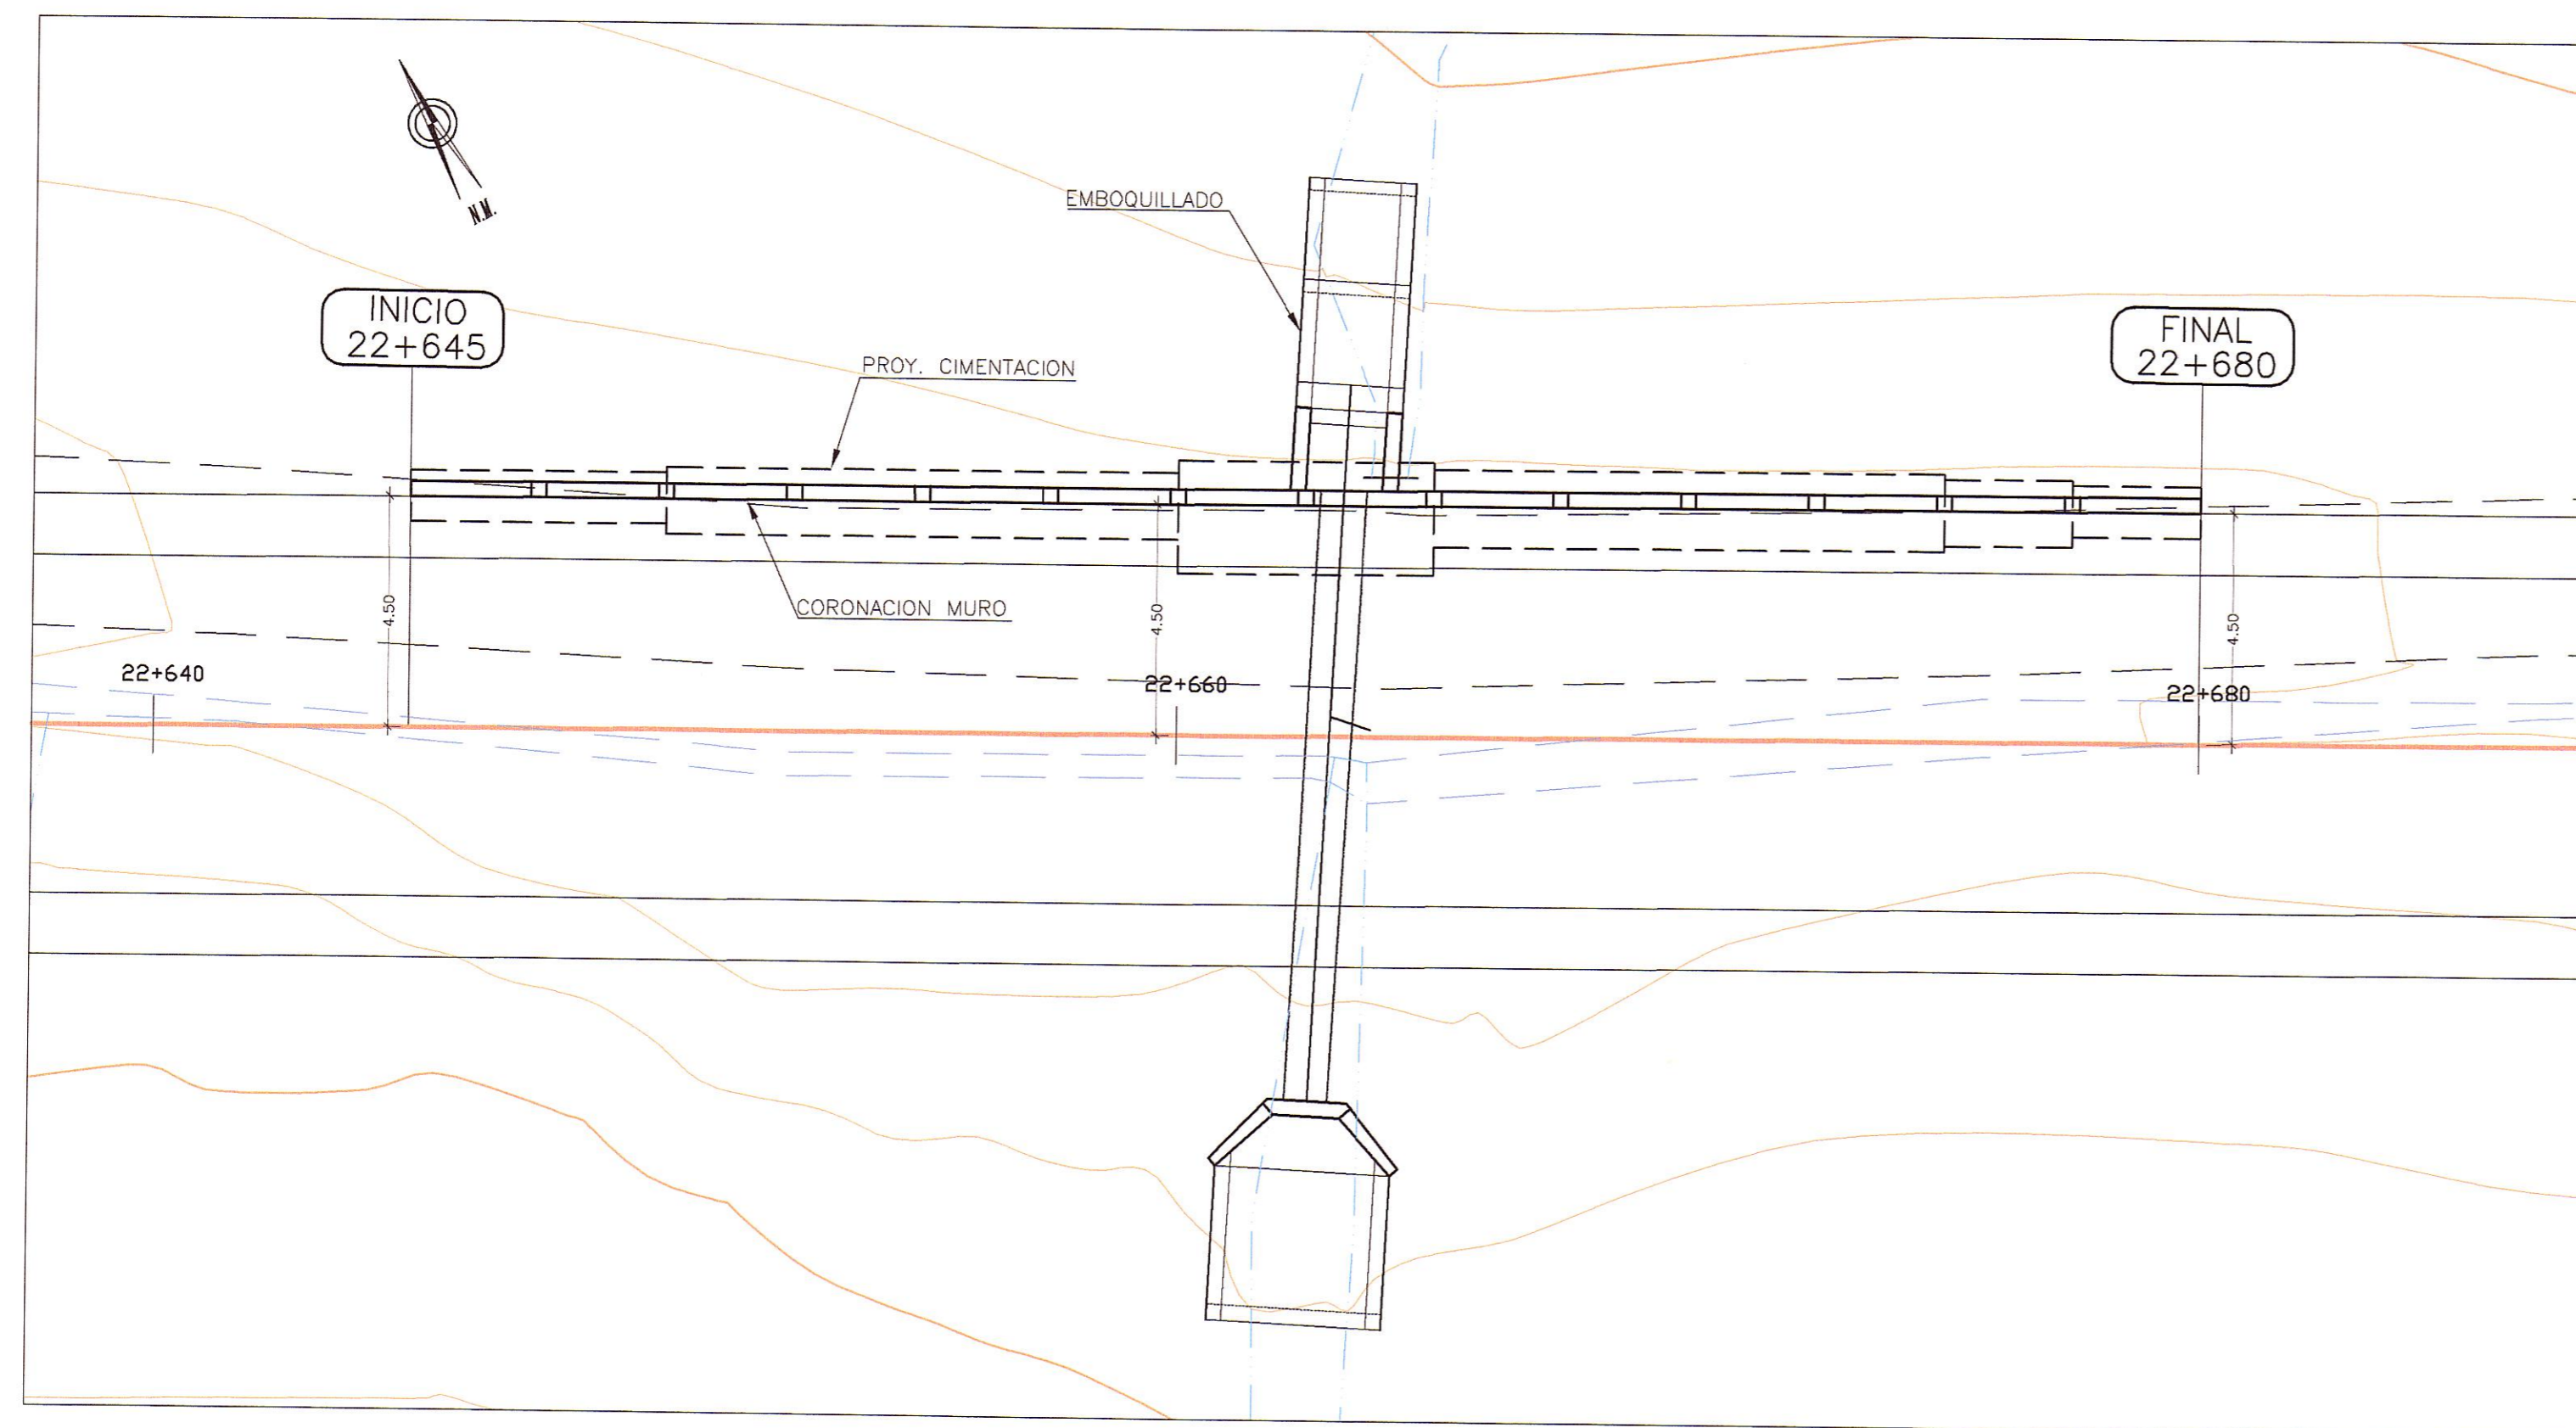 N.M.
EMBOQUILLADO
INICIO
22+645
FINAL
22+680
PROY. CIMENTACION
4.50
4.50
4.50
CORONACION MURO
22+640
22+660
22+680